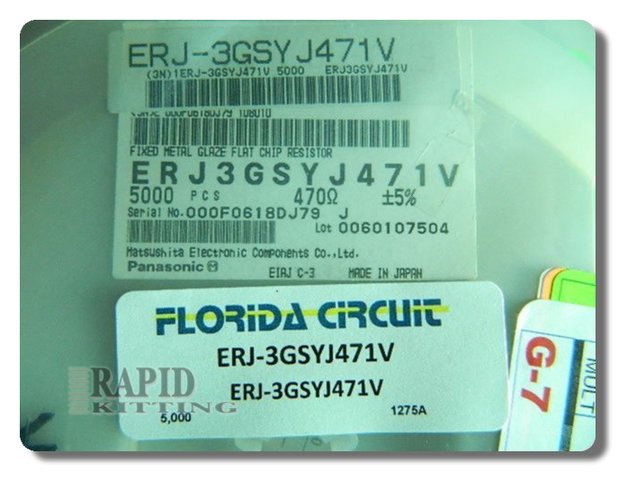 ERJ-3GSYJ471V
(3N)1ERJ-3GSYJ471V 5000 ERJ3GSYJ471V
FIXED METAL GLAZE FLAT CHIP RESISTOR
ERJ3GSYJ471V
5000 PCS 470Ω ±5%
Serial No.000F0618DJ79 J
Lot 0060107504
Matsushita Electronic Components Co.,Ltd.
Panasonic
EIAJ C-3 MADE IN JAPAN
FLORIDA CIRCUIT
ERJ-3GSYJ471V
ERJ-3GSYJ471V
5,000 1275A
RAPID
KITTING
G-7
MULTI